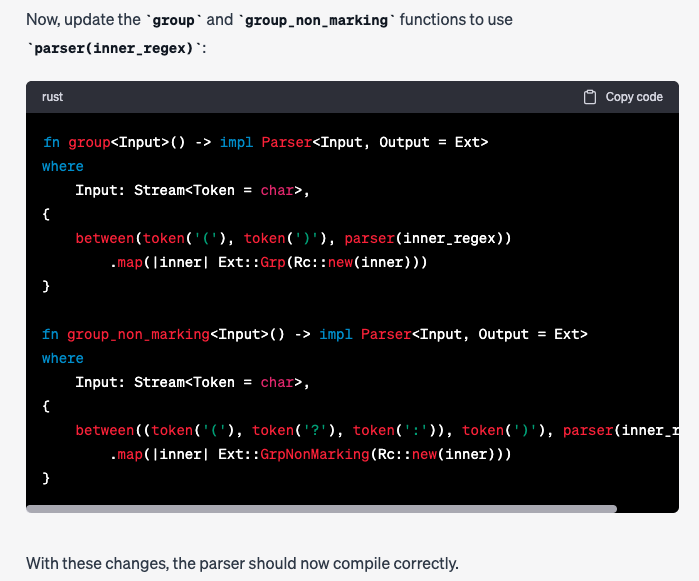 Now, update the `group` and `group_non_marking` functions to use
`parser(inner_regex)`:
rust
Copy code
fn group<Input>() -> impl Parser<Input, Output = Ext>
where
    Input: Stream<Token = char>,
{
    between(token('('), token(')'), parser(inner_regex))
        .map(|inner| Ext::Grp(Rc::new(inner)))
}
fn group_non_marking<Input>() -> impl Parser<Input, Output = Ext>
where
    Input: Stream<Token = char>,
{
    between((token('('), token('?'), token(':')), token(')'), parser(inner_r
        .map(|inner| Ext::GrpNonMarking(Rc::new(inner)))
}
With these changes, the parser should now compile correctly.